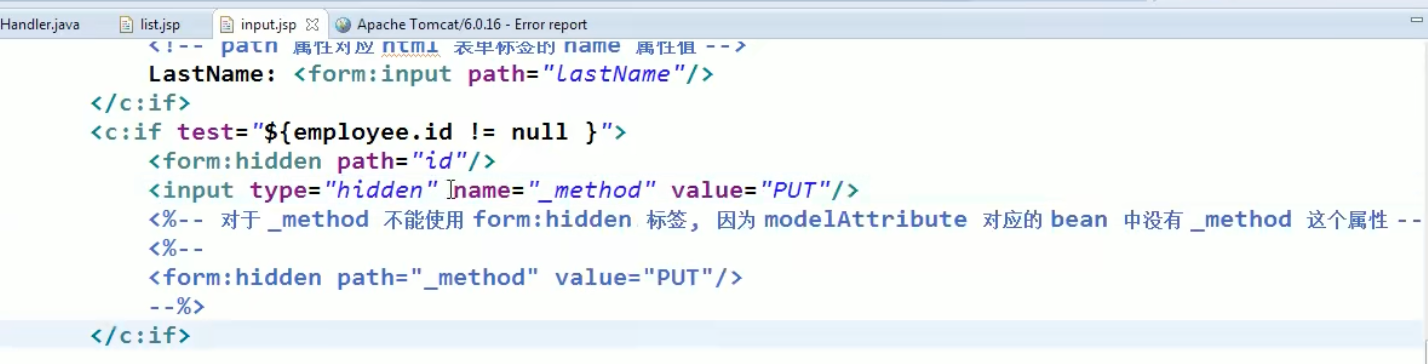 Handler.java list.jsp input.jsp Apache Tomcat/6.0.16 - Error report
<!-- path 属性对应 html 表单标签的 name 属性值 -->
LastName: <form:input path="lastName"/>
</c:if>
<c:if test="${employee.id != null }">
<form:hidden path="id"/>
<input type="hidden" name="_method" value="PUT"/>
<%-- 对于 _method 不能使用 form:hidden 标签, 因为 modelAttribute 对应的 bean 中没有 _method 这个属性 --
<%--
<form:hidden path="_method" value="PUT"/>
--%>
</c:if>